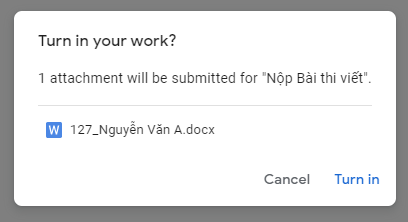 Turn in your work?
1 attachment will be submitted for "Nộp Bài thi viết".
W 127_Nguyễn Văn A.docx
Cancel Turn in